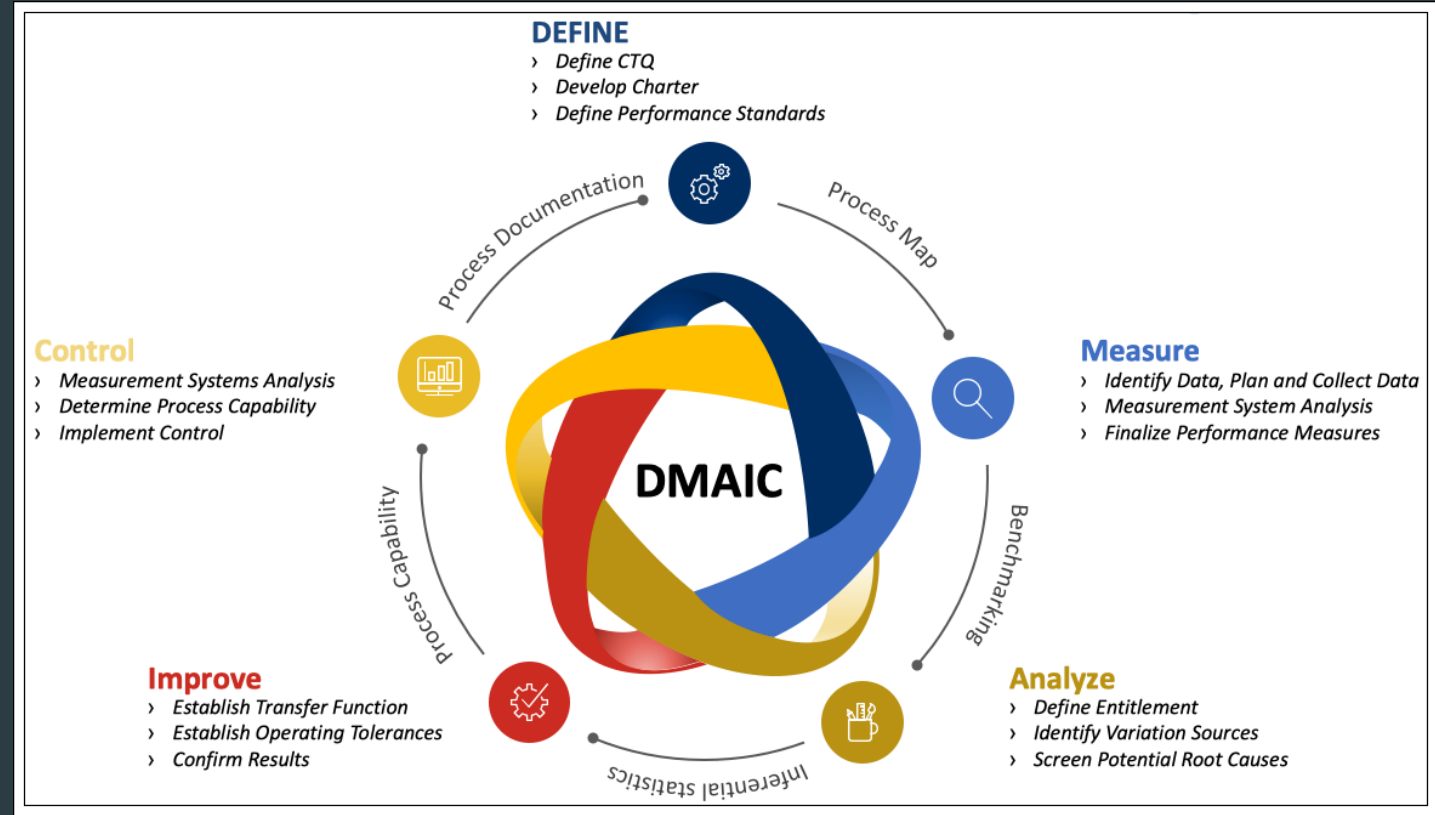 DEFINE
› Define CTQ
› Develop Charter
› Define Performance Standards
Process Documentation
Process Map
Control
› Measurement Systems Analysis
› Determine Process Capability
› Implement Control
Measure
› Identify Data, Plan and Collect Data
› Measurement System Analysis
› Finalize Performance Measures
DMAIC
Process Capability
Benchmarking
Improve
› Establish Transfer Function
› Establish Operating Tolerances
› Confirm Results
Analyze
› Define Entitlement
› Identify Variation Sources
› Screen Potential Root Causes
Inferential statistics